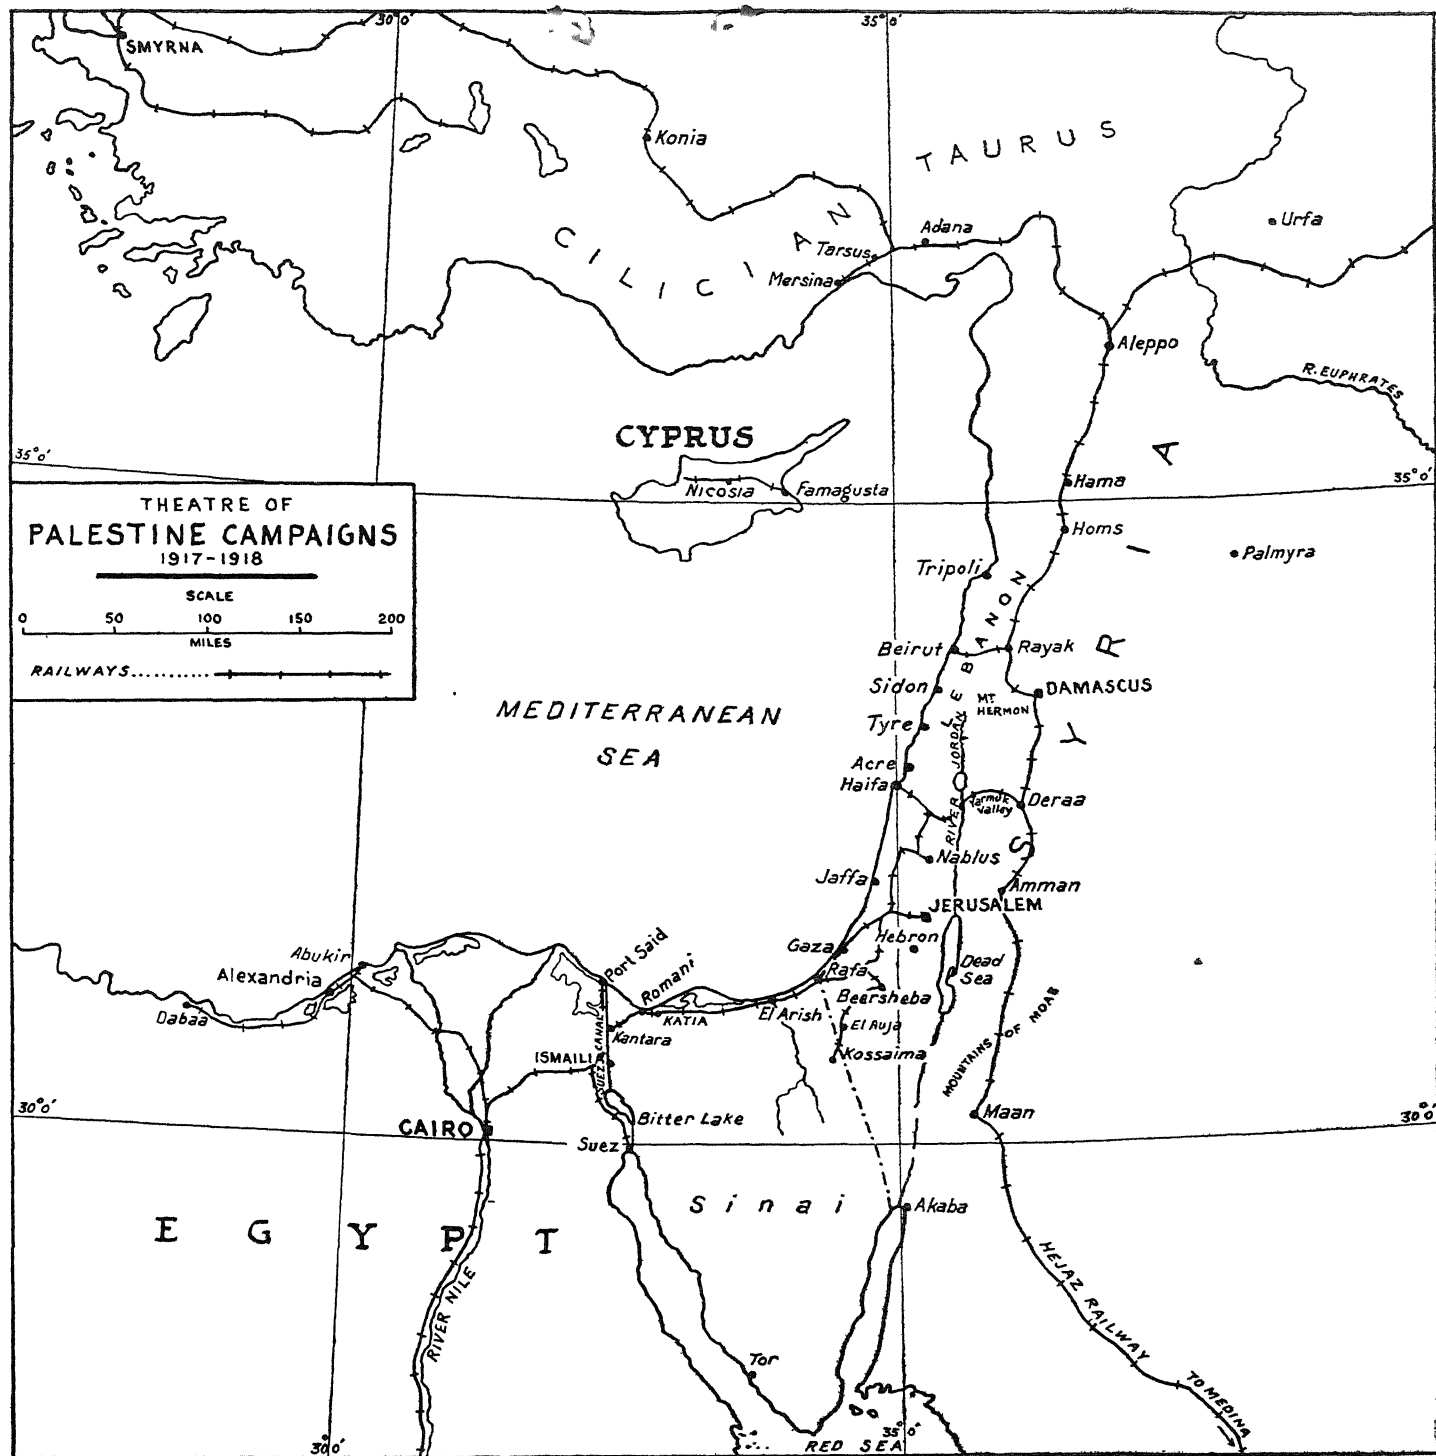 30°0'
35°0'
SMYRNA
Konia
TAURUS
Urfa
Adana
CILICIAN
Tarsus
Mersina
Aleppo
R. EUPHRATES
CYPRUS
35°0'
35°0'
Nicosia
Famagusta
Hama
Homs
Palmyra
THEATRE OF
PALESTINE CAMPAIGNS
1917-1918
SCALE
0 50 100 150 200
MILES
RAILWAYS..........
Tripoli
LEBANON
Beirut
Rayak
SYRIA
Sidon
DAMASCUS
MT
HERMON
MEDITERRANEAN
SEA
Tyre
RIVER JORDAN
Acre
Haifa
Yarmuk
Valley
Deraa
Nablus
Jaffa
Amman
JERUSALEM
Gaza
Hebron
Abukir
Port Said
Romani
Rafa
Dead
Sea
Alexandria
Beersheba
Dabaa
El Arish
KATIA
El Auja
Kantara
SUEZ CANAL
Kossaima
MOUNTAINS OF MOAB
ISMAILI
30°0'
30°0'
CAIRO
Bitter Lake
Maan
Suez
Sinai
Akaba
EGYPT
RIVER NILE
HEJAZ RAILWAY
Tor
TO MEDINA
30°0'
35°0'
RED SEA